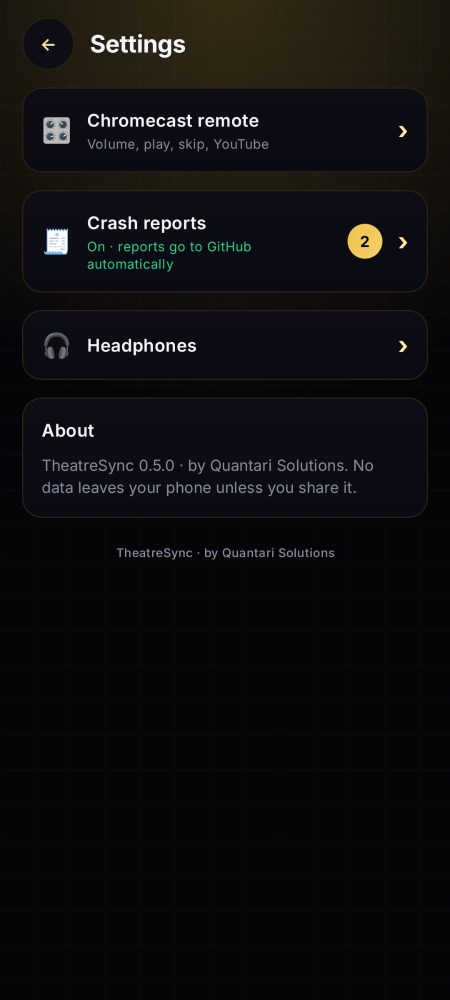 Settings
Chromecast remote
Volume, play, skip, YouTube
Crash reports
On · reports go to GitHub
automatically
2
Headphones
About
TheatreSync 0.5.0 · by Quantari Solutions. No
data leaves your phone unless you share it.
TheatreSync · by Quantari Solutions